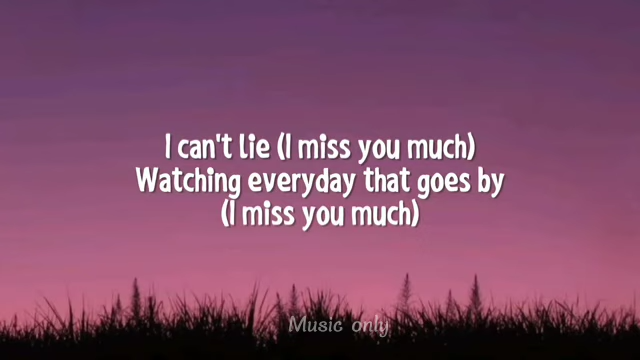 I can't lie (I miss you much)
Watching everyday that goes by
(I miss you much)
Music only